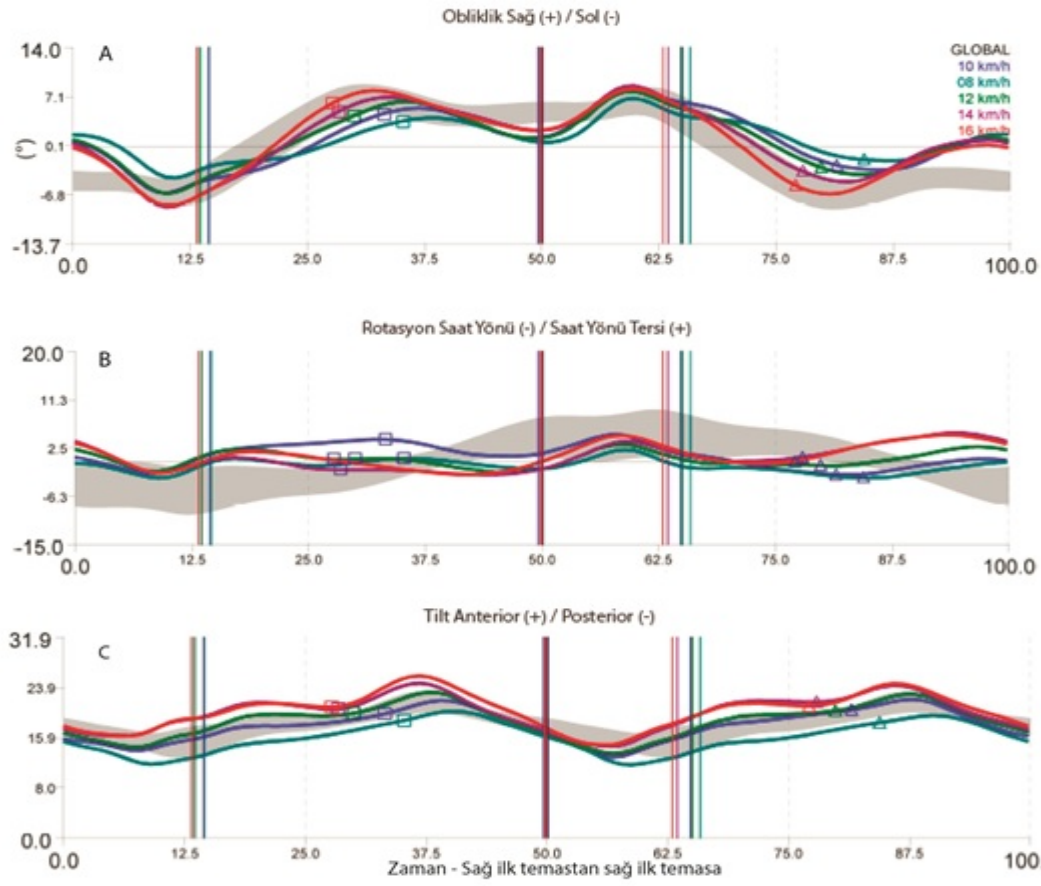 Obliklik Sağ (+) / Sol (-)
A
14.0
7.1
0.1
-6.8
-13.7
(°)
GLOBAL
10 km/h
08 km/h
12 km/h
14 km/h
16 km/h
0.0 12.5 25.0 37.5 50.0 62.5 75.0 87.5 100.0
Rotasyon Saat Yönü (-) / Saat Yönü Tersi (+)
B
20.0
11.3
2.5
-6.3
-15.0
0.0 12.5 25.0 37.5 50.0 62.5 75.0 87.5 100.0
Tilt Anterior (+) / Posterior (-)
C
31.9
23.9
15.9
8.0
0.0
0.0 12.5 25.0 37.5 50.0 62.5 75.0 87.5 100
Zaman - Sağ ilk temastan sağ ilk temasa